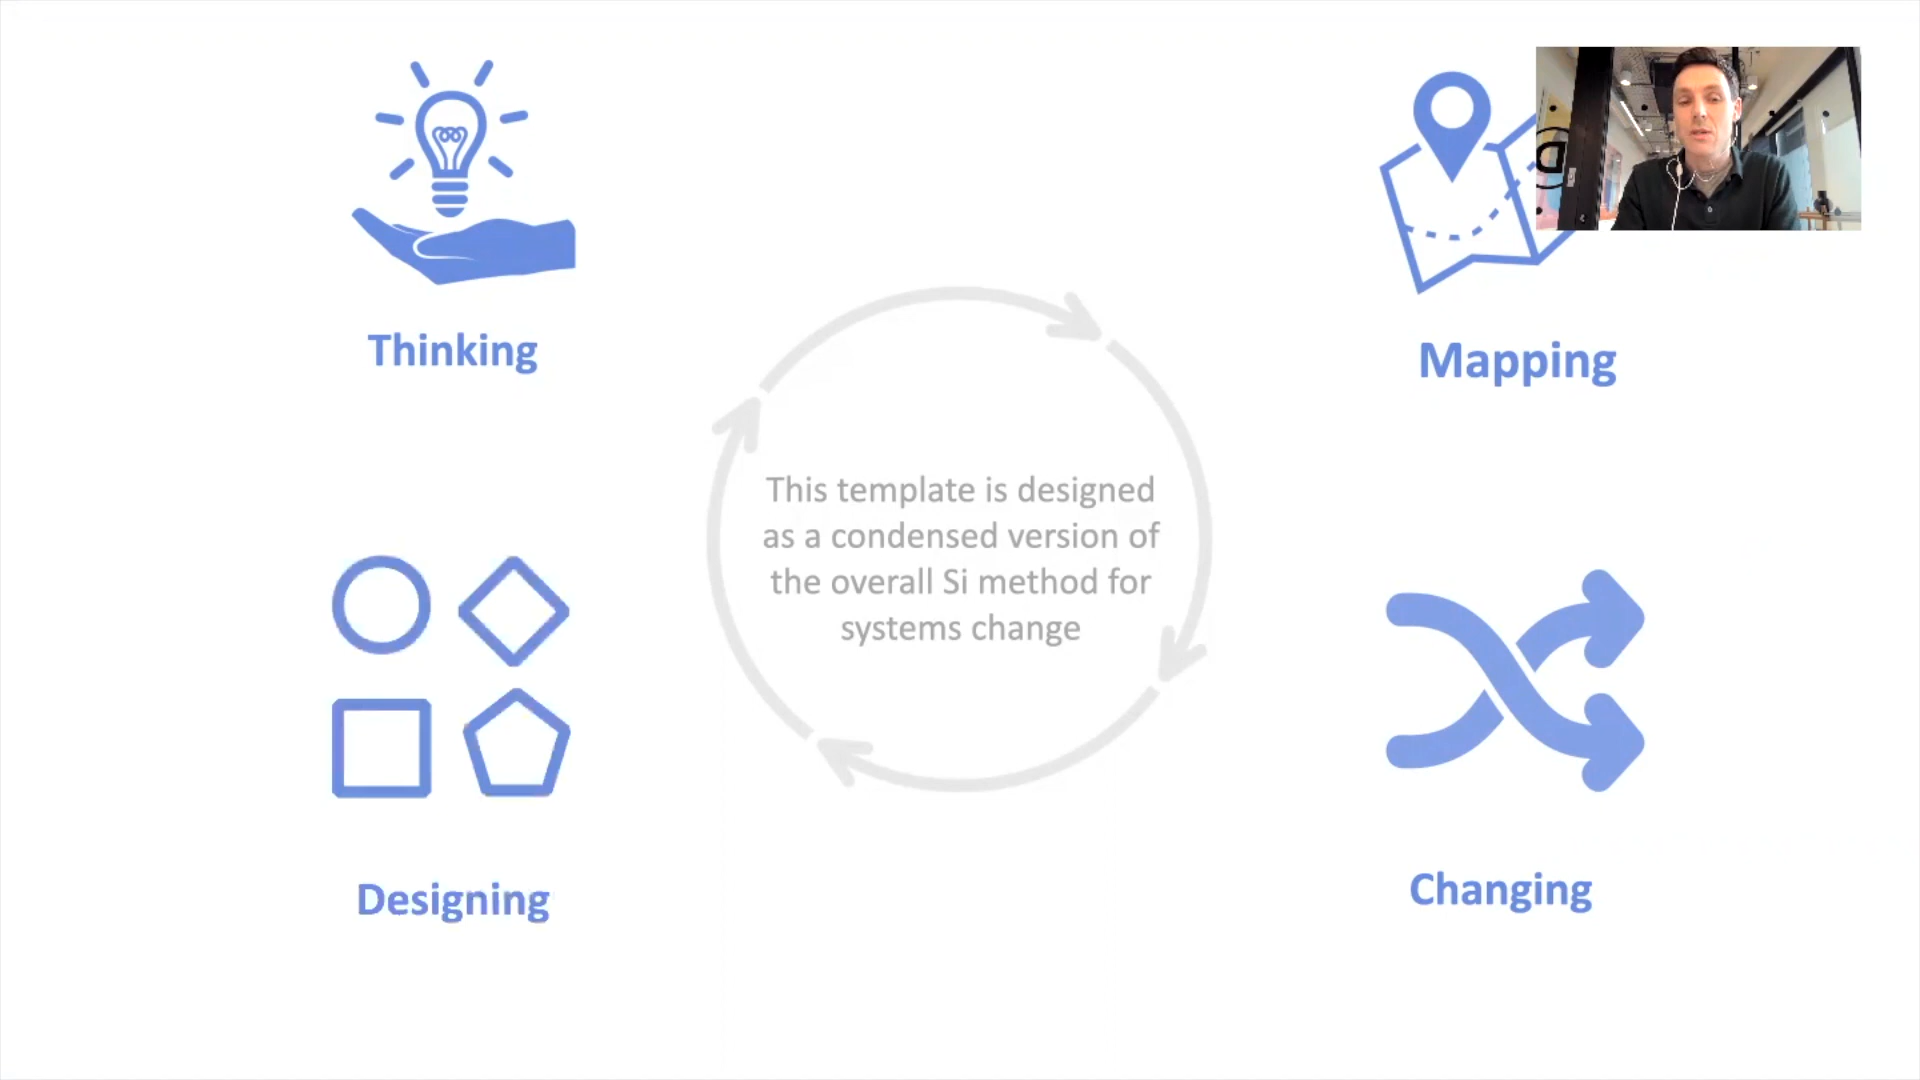 Thinking
Mapping
This template is designed
as a condensed version of
the overall Si method for
systems change
Designing
Changing